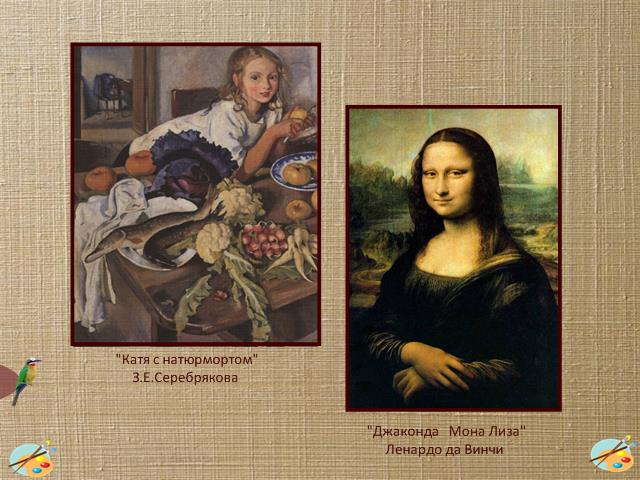 "Катя с натюрмортом"
З.Е.Серебрякова
"Джаконда   Мона Лиза"
Ленардо да Винчи